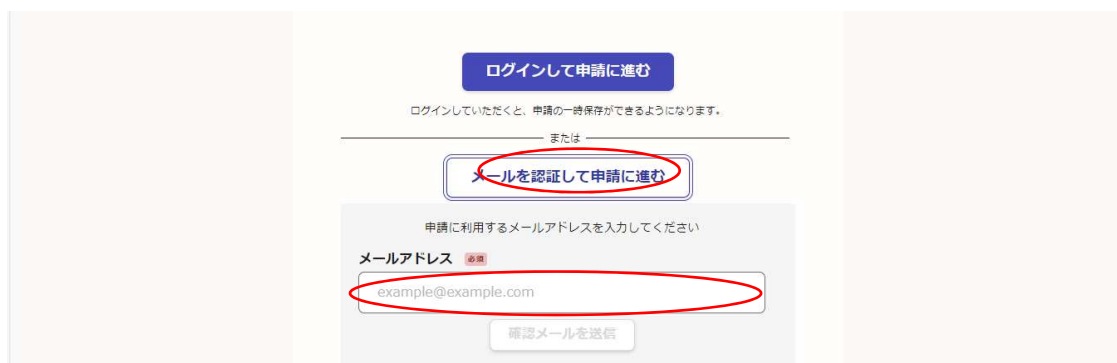 ログインして申請に進む
ログインしていただくと、申請の一時保存ができるようになります。
または
メールを認証して申請に進む
申請に利用するメールアドレスを入力してください
メールアドレス 必須
example@example.com
確認メールを送信